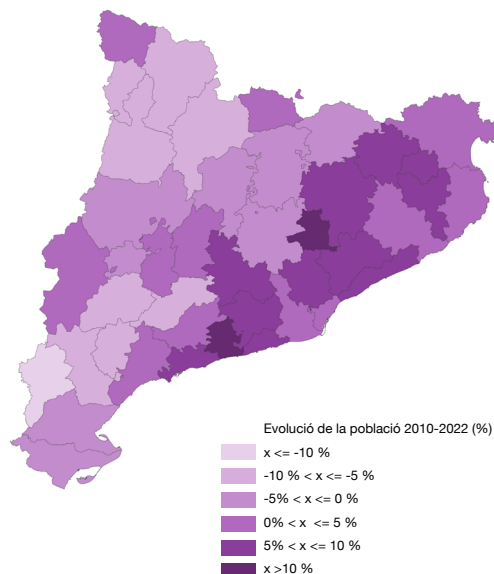 Evolució de la població 2010-2022 (%)
x <= -10 %
-10 % < x <= -5 %
-5% < x <= 0 %
0% < x <= 5 %
5% < x <= 10 %
x >10 %